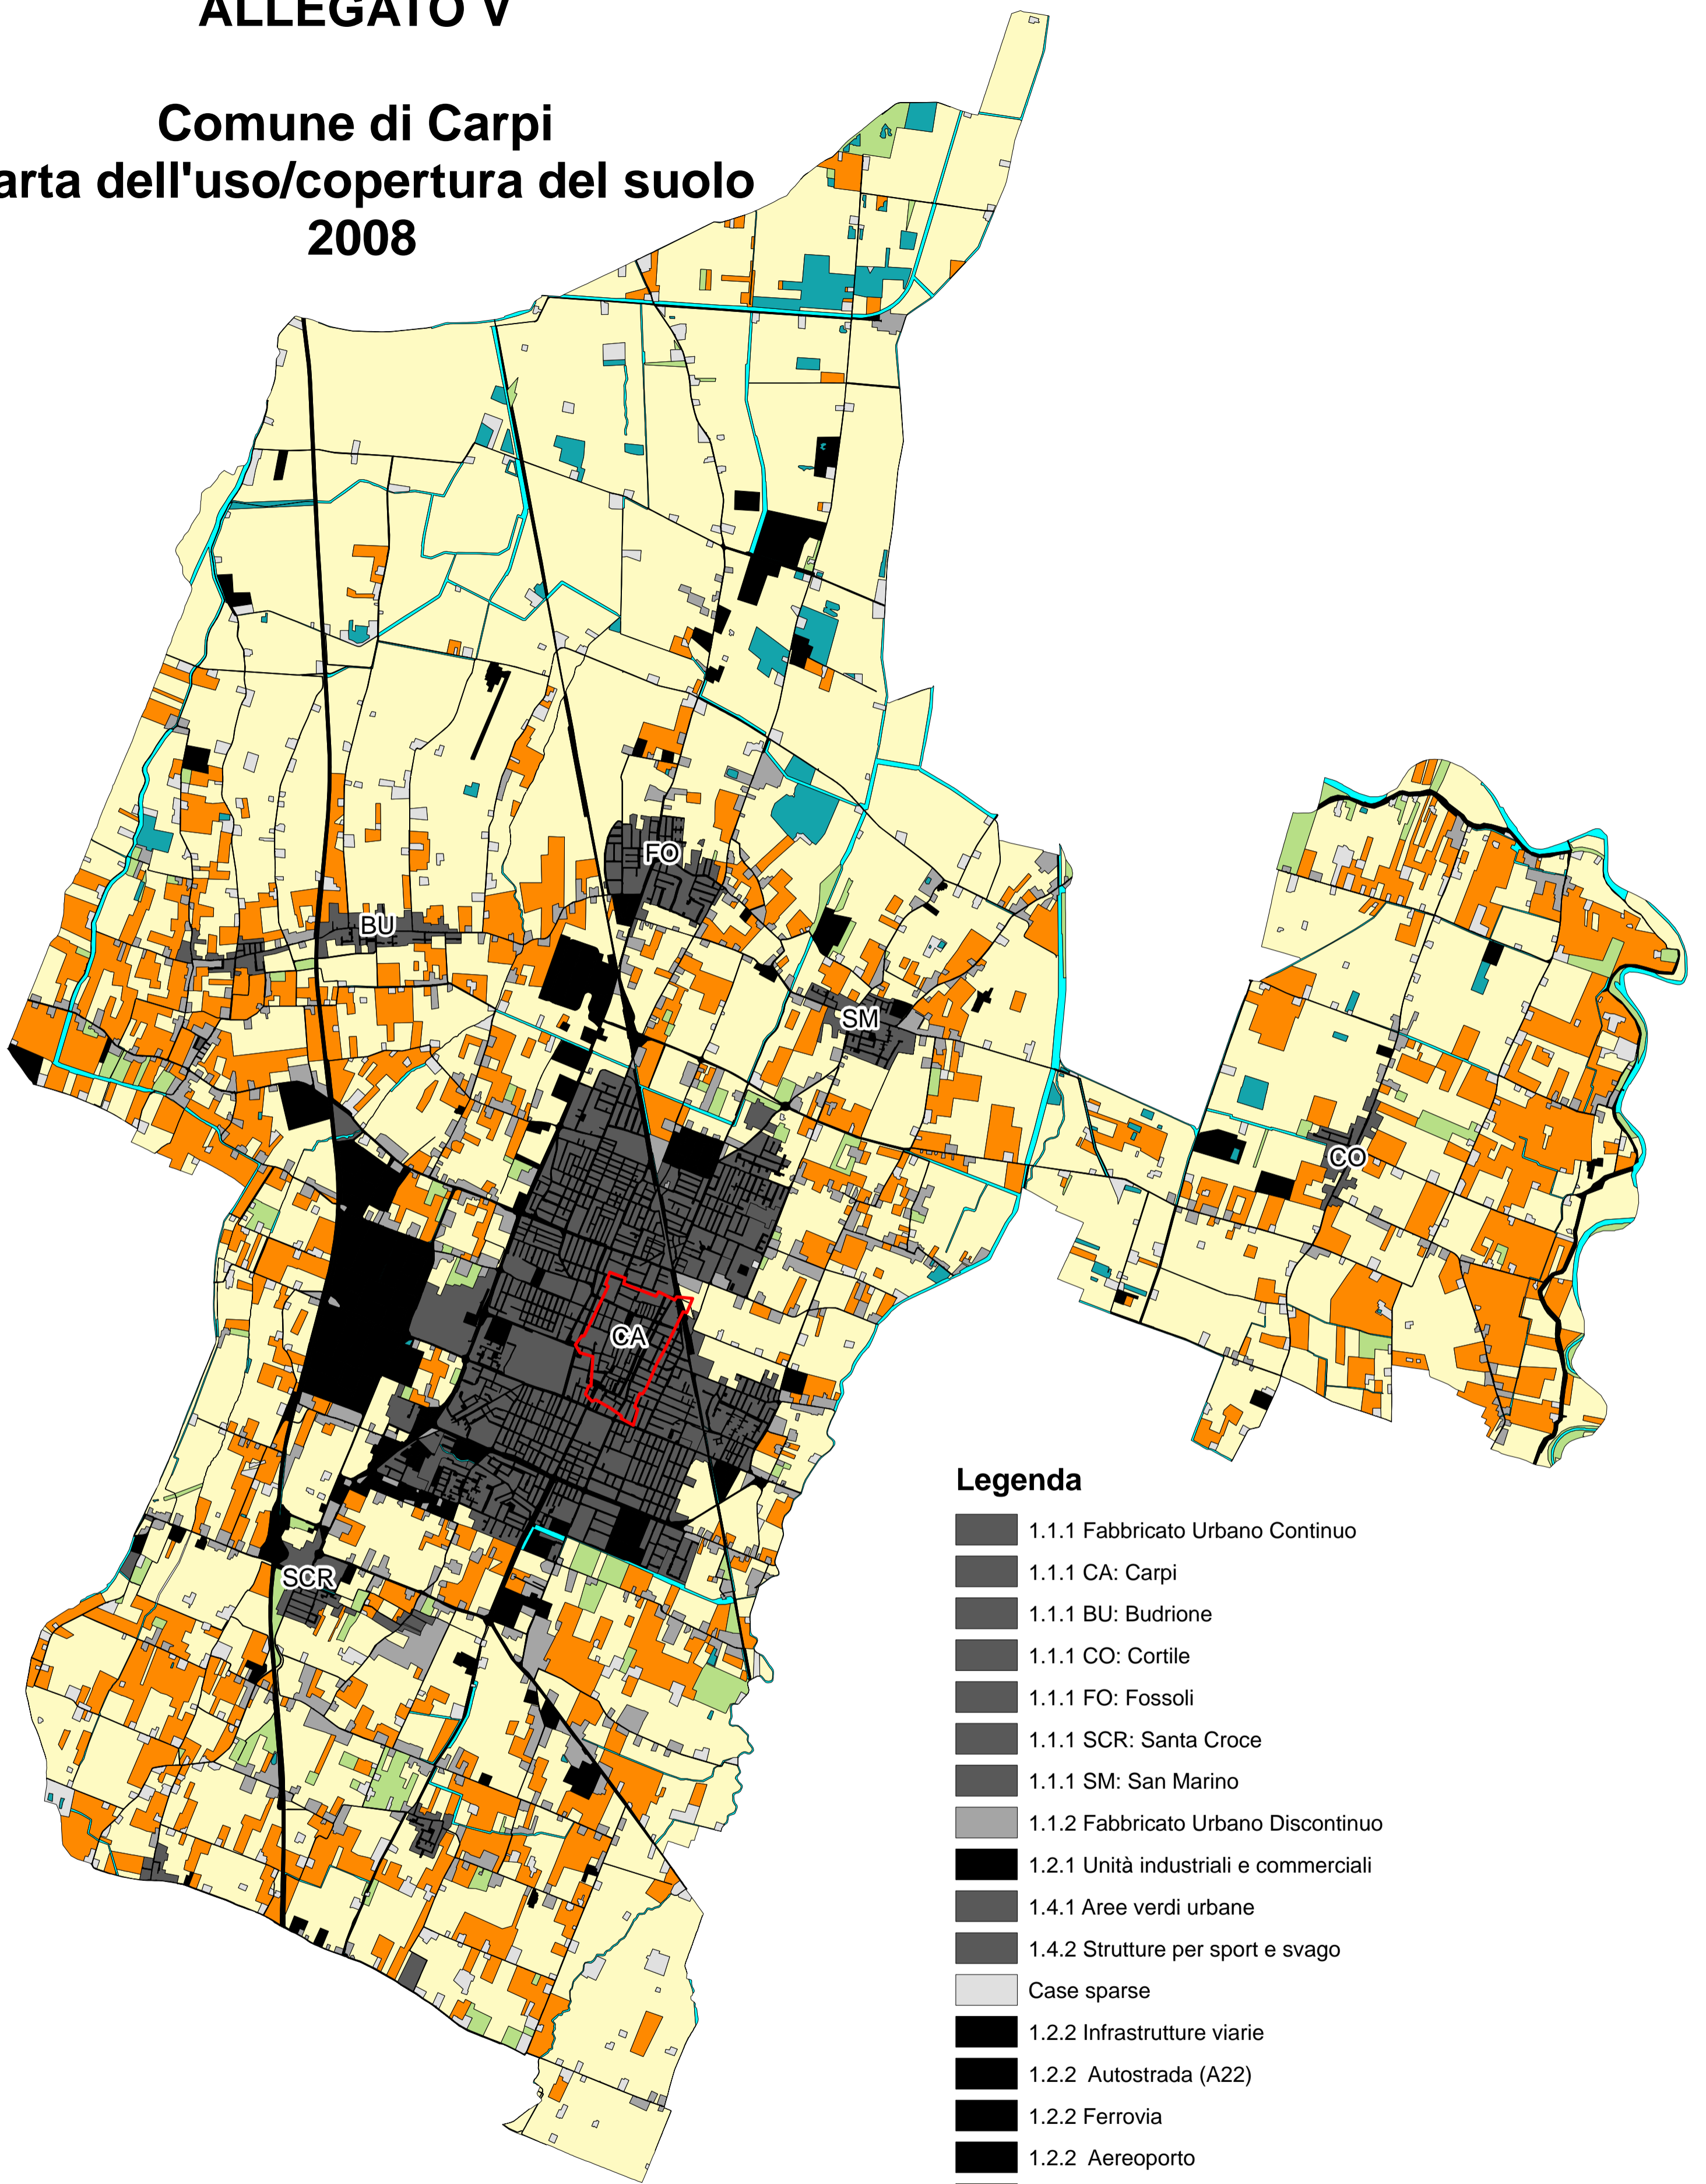 ALLEGATO V
Comune di Carpi
arta dell'uso/copertura del suolo
2008
FO
BU
SM
CO
CA
SCR
Legenda
1.1.1 Fabbricato Urbano Continuo
1.1.1 CA: Carpi
1.1.1 BU: Budrione
1.1.1 CO: Cortile
1.1.1 FO: Fossoli
1.1.1 SCR: Santa Croce
1.1.1 SM: San Marino
1.1.2 Fabbricato Urbano Discontinuo
1.2.1 Unità industriali e commerciali
1.4.1 Aree verdi urbane
1.4.2 Strutture per sport e svago
Case sparse
1.2.2 Infrastrutture viarie
1.2.2 Autostrada (A22)
1.2.2 Ferrovia
1.2.2 Aereoporto